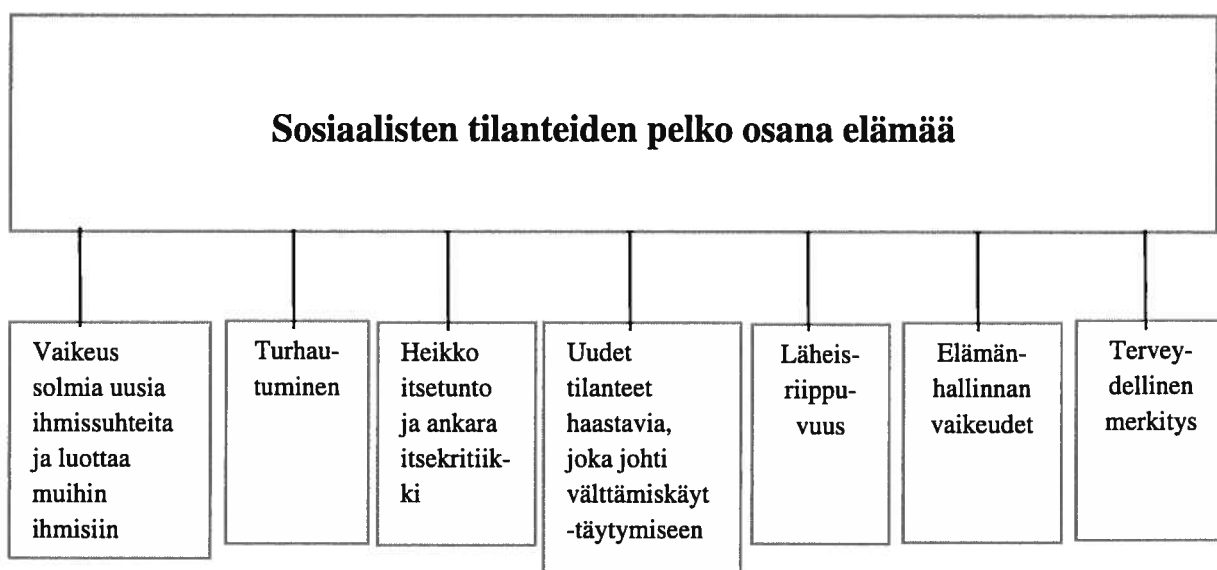 Sosiaalisten tilanteiden pelko osana elämää
Vaikeus
solmia uusia
ihmissuhteita
ja luottaa
muihin
ihmisiin
Turhau-
tuminen
Heikko
itsetunto
ja ankara
itsekritiik-
ki
Uudet
tilanteet
haastavia,
joka johti
välttämiskäyt
-täytymiseen
Läheis-
riippu-
vuus
Elämän-
hallinnan
vaikeudet
Tervey-
dellinen
merkitys